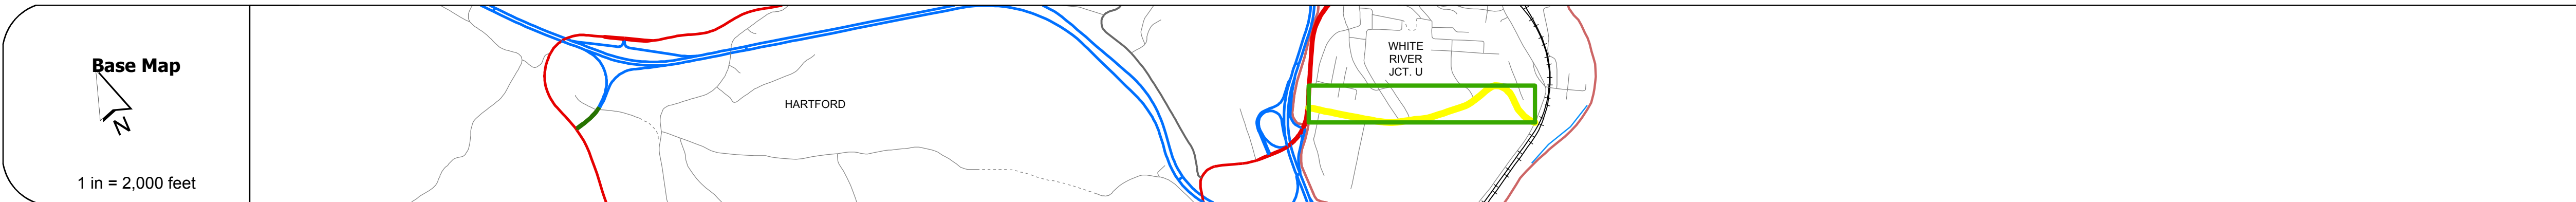 Base Map
N
1 in = 2,000 feet
HARTFORD
WHITE
RIVER
JCT. U